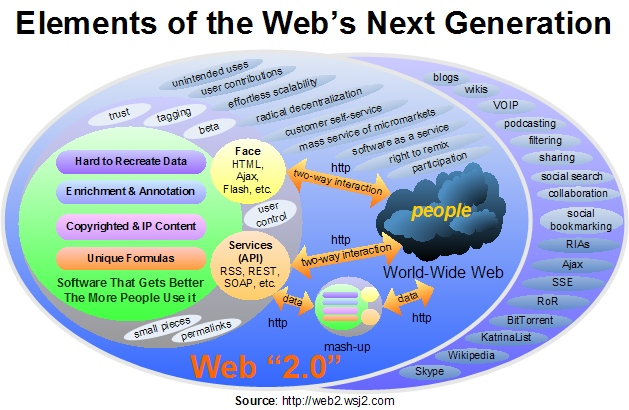 Elements of the Web's Next Generation
unintended uses
user contributions
effortless scalability
radical decentralization
customer self-service
mass service of micromarkets
software as a service
right to remix
participation
trust
tagging
beta
blogs
wikis
VOIP
podcasting
filtering
sharing
social search
collaboration
social
bookmarking
RIAs
Ajax
SSE
RoR
BitTorrent
KatrinaList
Wikipedia
Skype
Hard to Recreate Data
Enrichment & Annotation
Copyrighted & IP Content
Unique Formulas
Software That Gets Better
The More People Use it
Face
HTML,
Ajax,
Flash, etc.
user
control
Services
(API)
RSS, REST,
SOAP, etc.
http
two-way interaction
http
two-way interaction
people
World-Wide Web
data
http
data
http
mash-up
small pieces
permalinks
Web "2.0"
Source: http://web2.wsj2.com